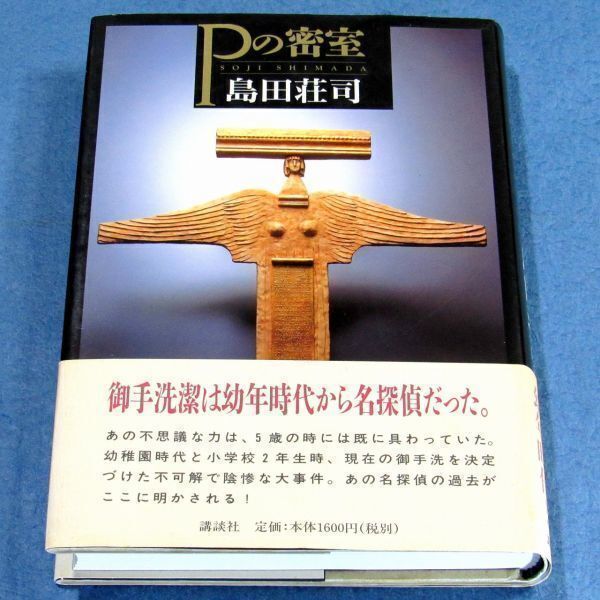 Pの密室
SOJI SHIMADA
島田荘司
御手洗潔は幼年時代から名探偵だった。
あの不思議な力は、5歳の時には既に具わっていた。
幼稚園時代と小学校2年生時、現在の御手洗を決定
づけた不可解で陰惨な大事件。あの名探偵の過去が
ここに明かされる!
講談社 定価:本体1600円(税別)